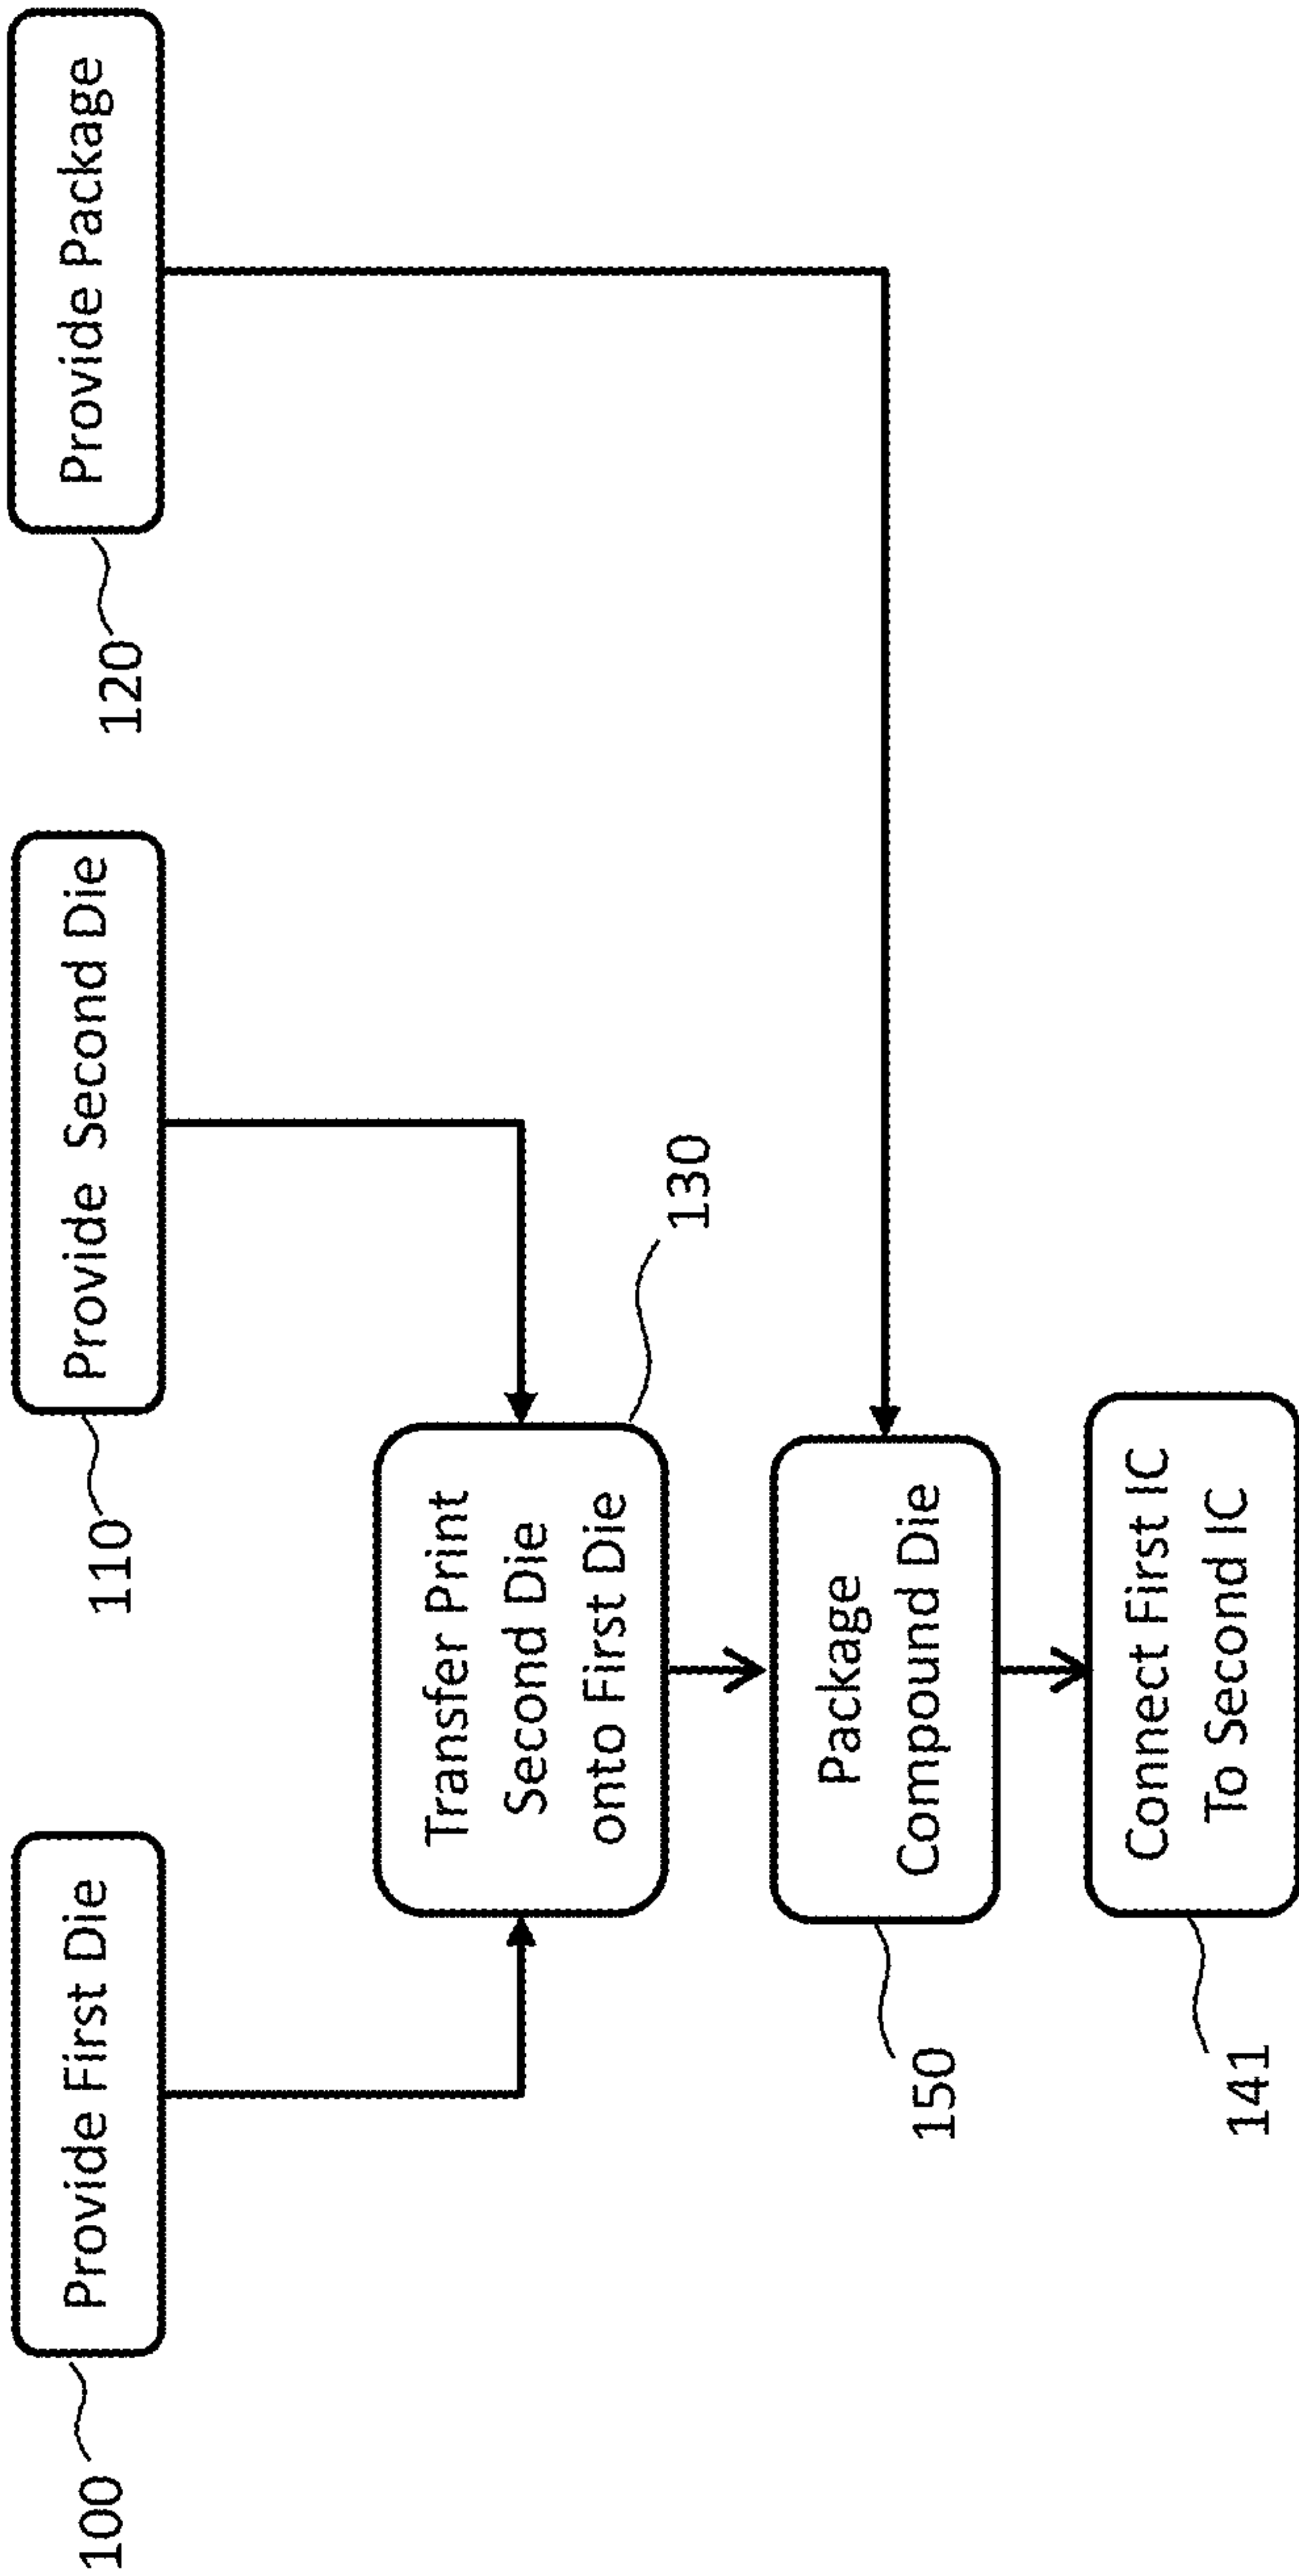 100
Provide First Die
110
Provide Second Die
120
Provide Package
Transfer Print
Second Die
onto First Die
130
150
Package
Compound Die
141
Connect First IC
To Second IC